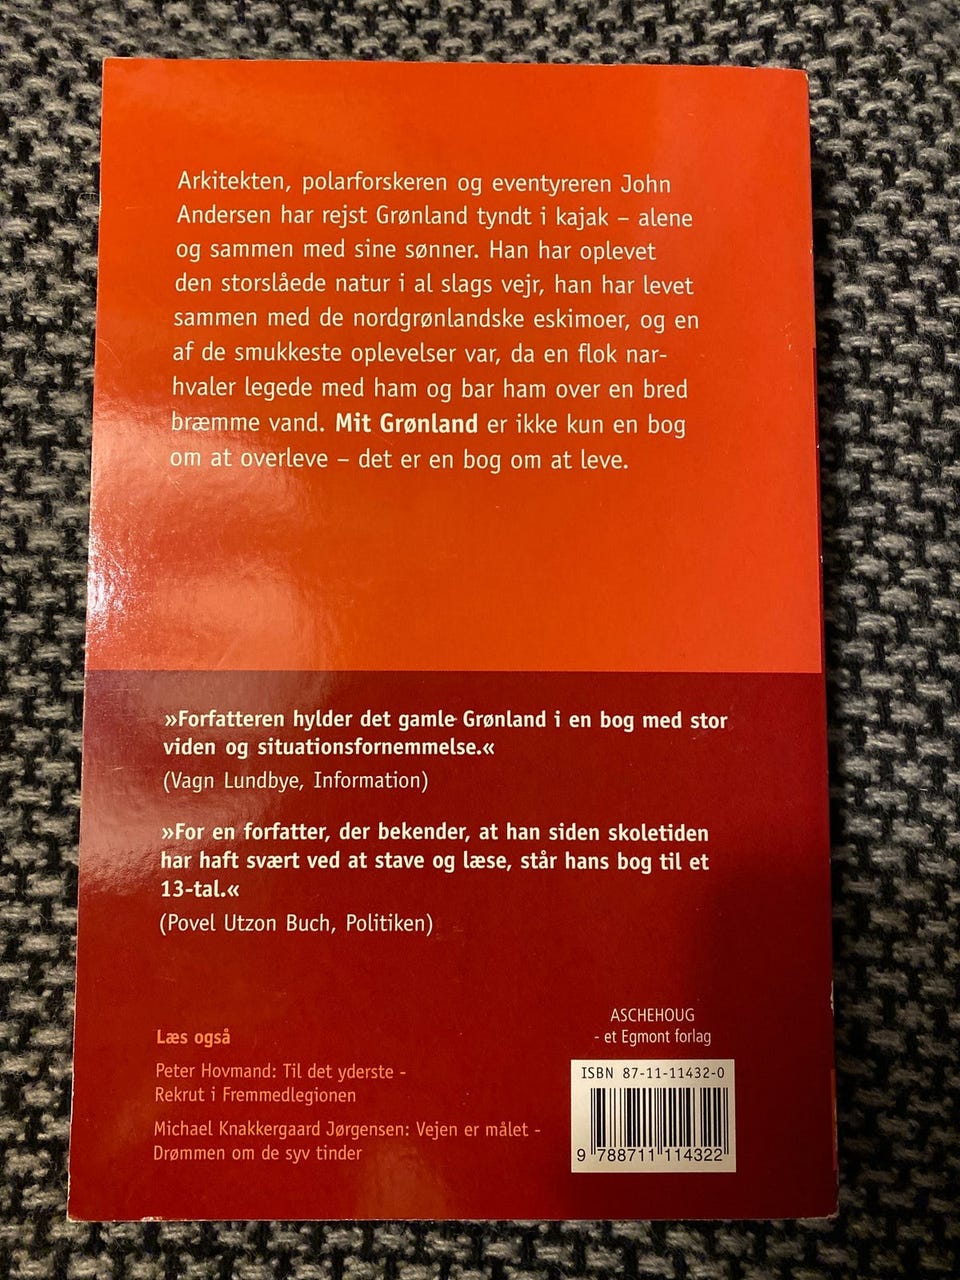 Arkitekten, polarforskeren og eventyreren John
Andersen har rejst Grønland tyndt i kajak – alene
og sammen med sine sønner. Han har oplevet
den storslåede natur i al slags vejr, han har levet
sammen med de nordgrønlandske eskimoer, og en
af de smukkeste oplevelser var, da en flok nar-
hvaler legede med ham og bar ham over en bred
bræmme vand. Mit Grønland er ikke kun en bog
om at overleve – det er en bog om at leve.
»Forfatteren hylder det gamle Grønland i en bog med stor
viden og situationsfornemmelse.«
(Vagn Lundbye, Information)
»For en forfatter, der bekender, at han siden skoletiden
har haft svært ved at stave og læse, står hans bog til et
13-tal.«
(Povel Utzon Buch, Politiken)
Læs også
Peter Hovmand: Til det yderste -
Rekrut i Fremmedlegionen
Michael Knakkergaard Jørgensen: Vejen er målet -
Drømmen om de syv tinder
ASCHEHOUG
- et Egmont forlag
ISBN 87-11-11432-0
9 788711 114322